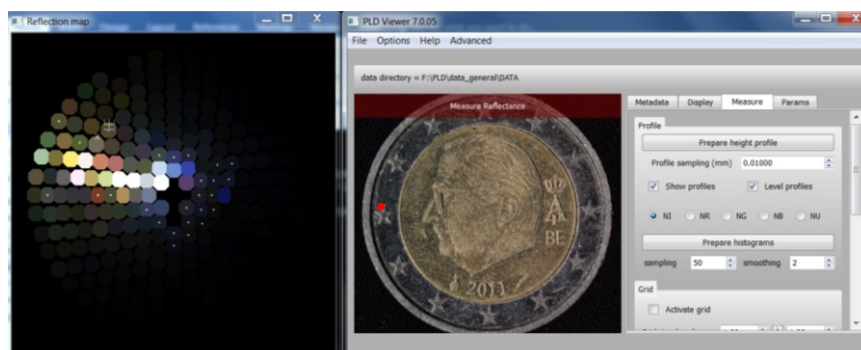 Reflection map
PLD Viewer 7.0.05
File Options Help Advanced
data directory = F:\PLD\data_general\DATA
Measure Reflectance
BE
2013
Metadata Display Measure Params
Profile
Prepare height profile
Profile sampling (mm) 0.01000
Show profiles Level profiles
NI NR NG NB NU
Prepare histograms
sampling 50 smoothing 2
Grid
Activate grid